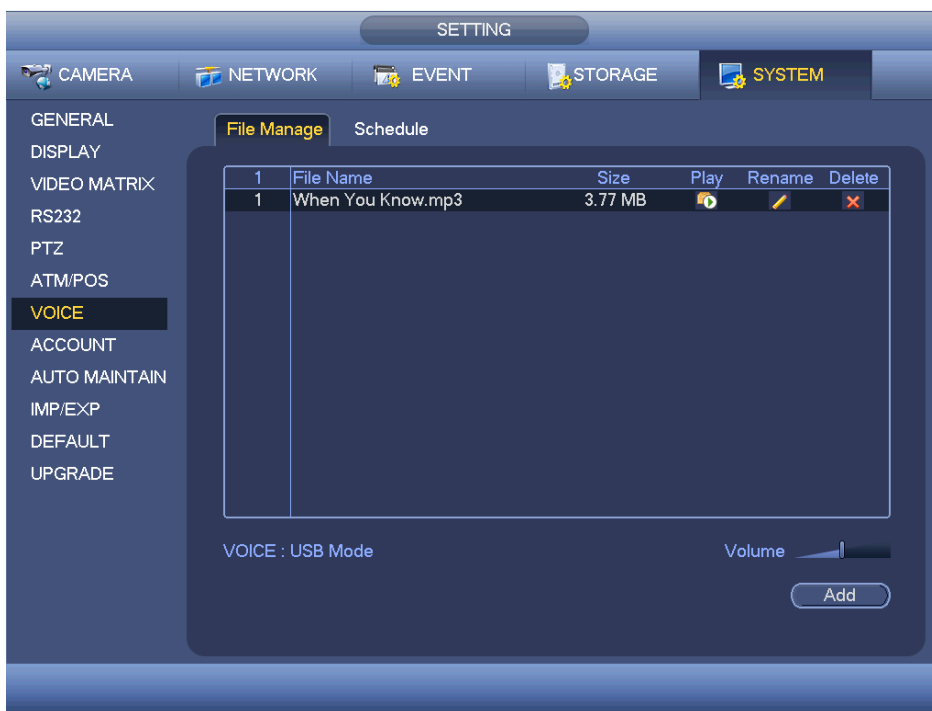 SETTING
CAMERA NETWORK EVENT STORAGE SYSTEM
GENERAL
DISPLAY
VIDEO MATRIX
RS232
PTZ
ATM/POS
VOICE
ACCOUNT
AUTO MAINTAIN
IMP/EXP
DEFAULT
UPGRADE
File Manage Schedule
1 File Name Size Play Rename Delete
1 When You Know.mp3 3.77 MB
VOICE : USB Mode Volume
Add